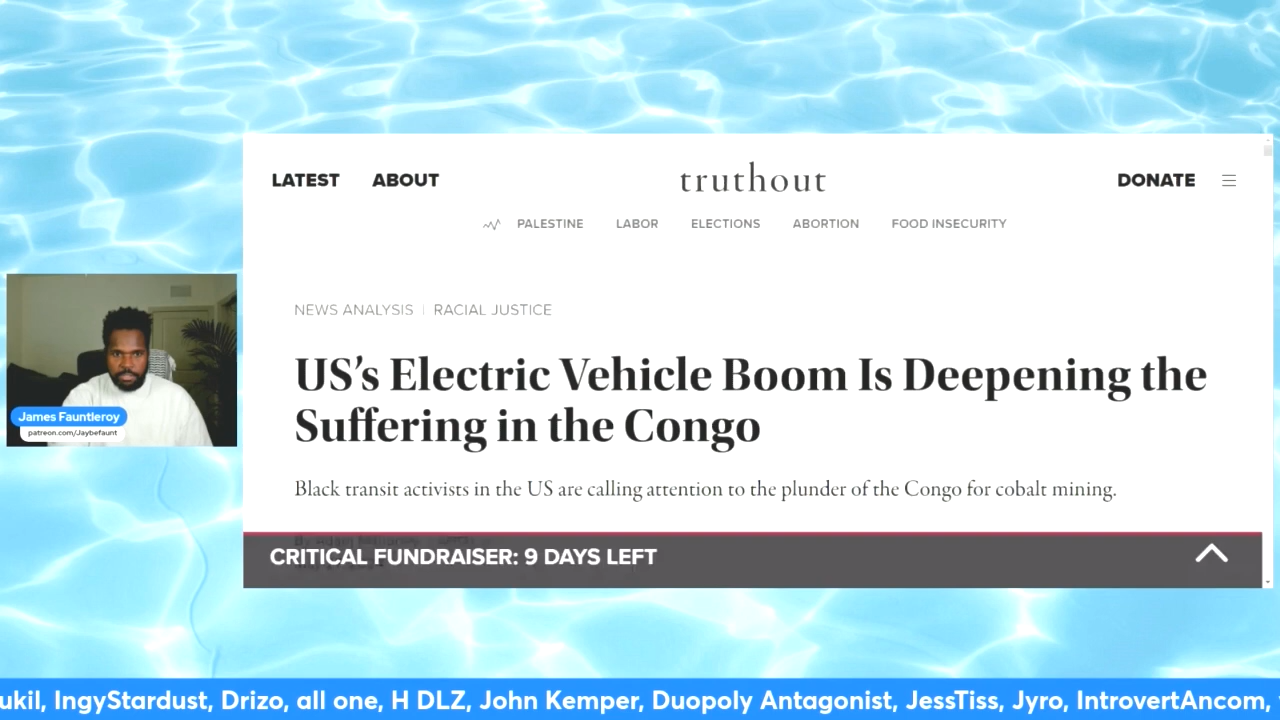 LATEST ABOUT truthout DONATE
PALESTINE LABOR ELECTIONS ABORTION FOOD INSECURITY
NEWS ANALYSIS | RACIAL JUSTICE
US’s Electric Vehicle Boom Is Deepening the
Suffering in the Congo
Black transit activists in the US are calling attention to the plunder of the Congo for cobalt mining.
CRITICAL FUNDRAISER: 9 DAYS LEFT
James Fauntleroy
patreon.com/Jaybefaunt
ukil, IngyStardust, Drizo, all one, H DLZ, John Kemper, Duopoly Antagonist, JessTiss, Jyro, IntrovertAncom,